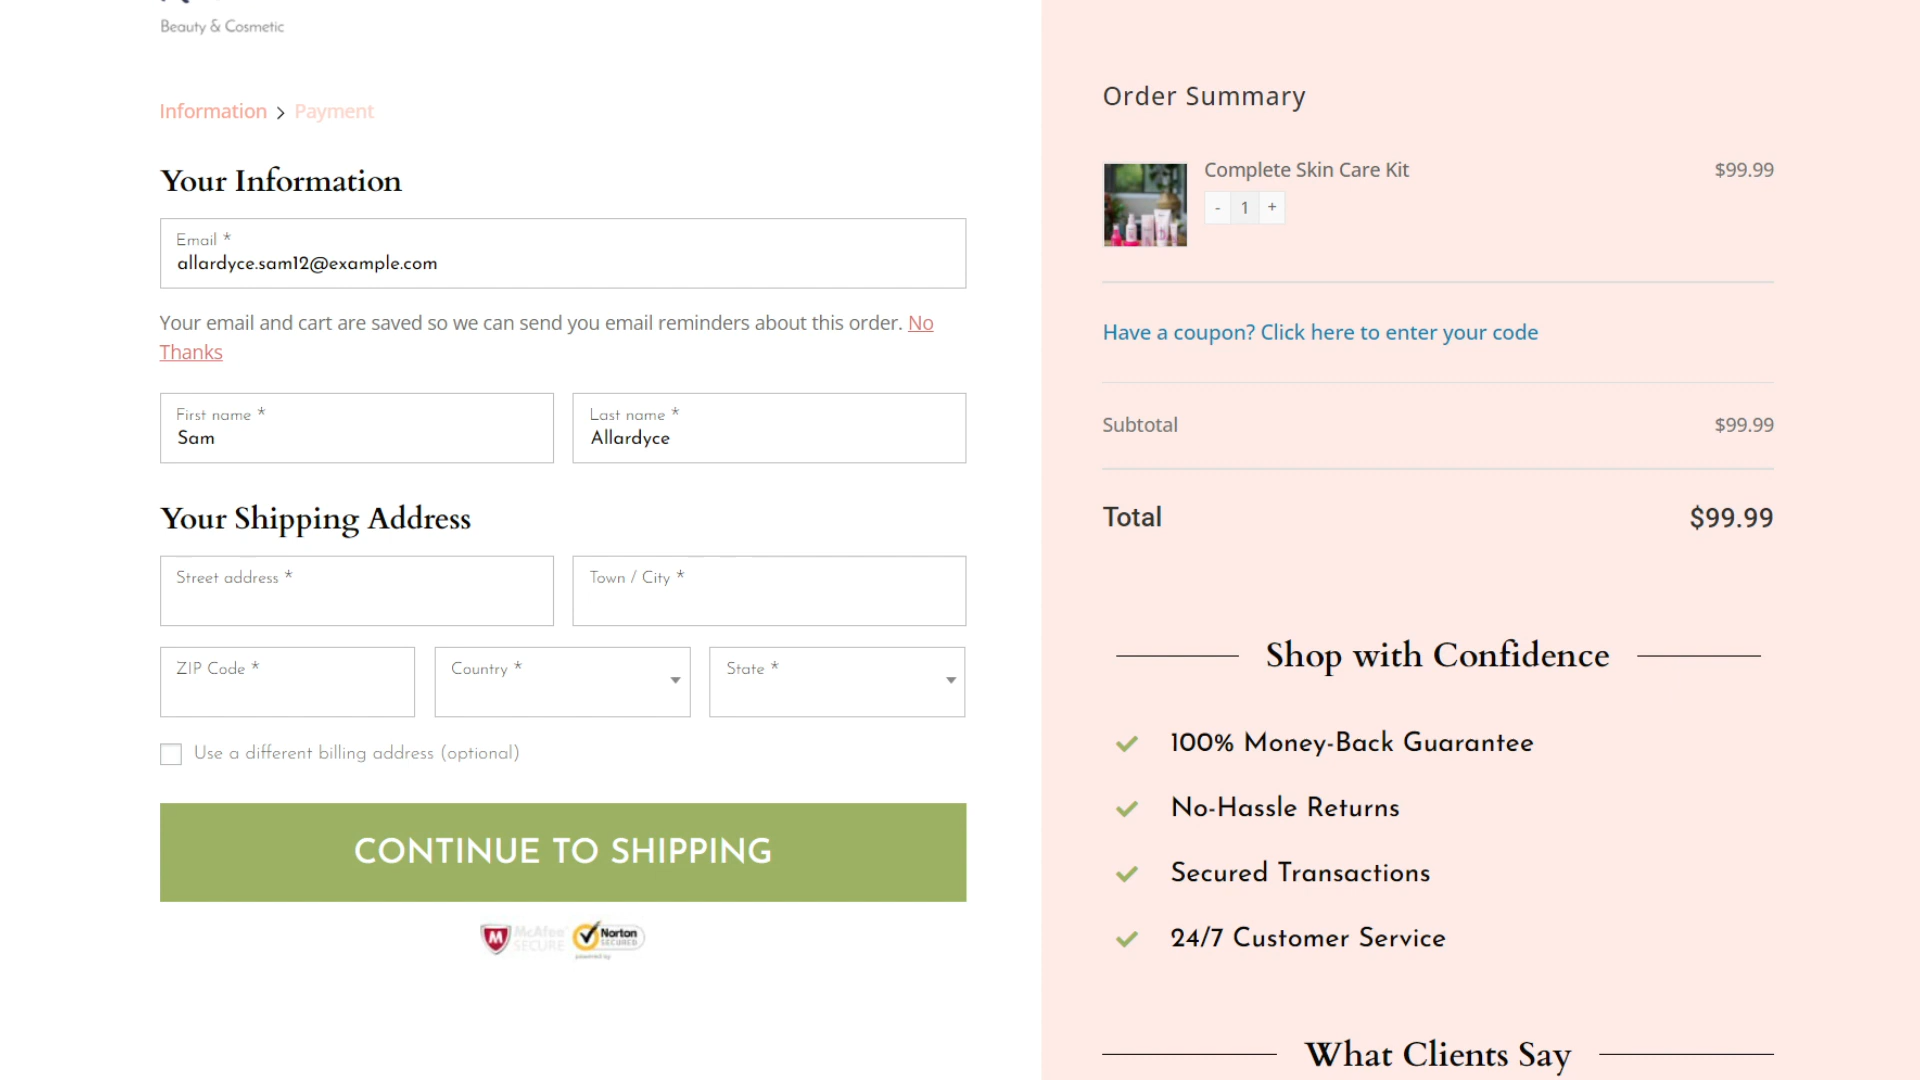 Beauty & Cosmetic
Information > Payment
Your Information
Email *
allardyce.sam12@example.com
Your email and cart are saved so we can send you email reminders about this order. No
Thanks
First name *
Sam
Last name *
Allardyce
Your Shipping Address
Street address *
Town / City *
ZIP Code *
Country *
State *
Use a different billing address (optional)
CONTINUE TO SHIPPING
McAfee
SECURE
Norton
SECURED
powered by
Order Summary
Complete Skin Care Kit
$99.99
- 1 +
Have a coupon? Click here to enter your code
Subtotal
$99.99
Total
$99.99
Shop with Confidence
100% Money-Back Guarantee
No-Hassle Returns
Secured Transactions
24/7 Customer Service
What Clients Say